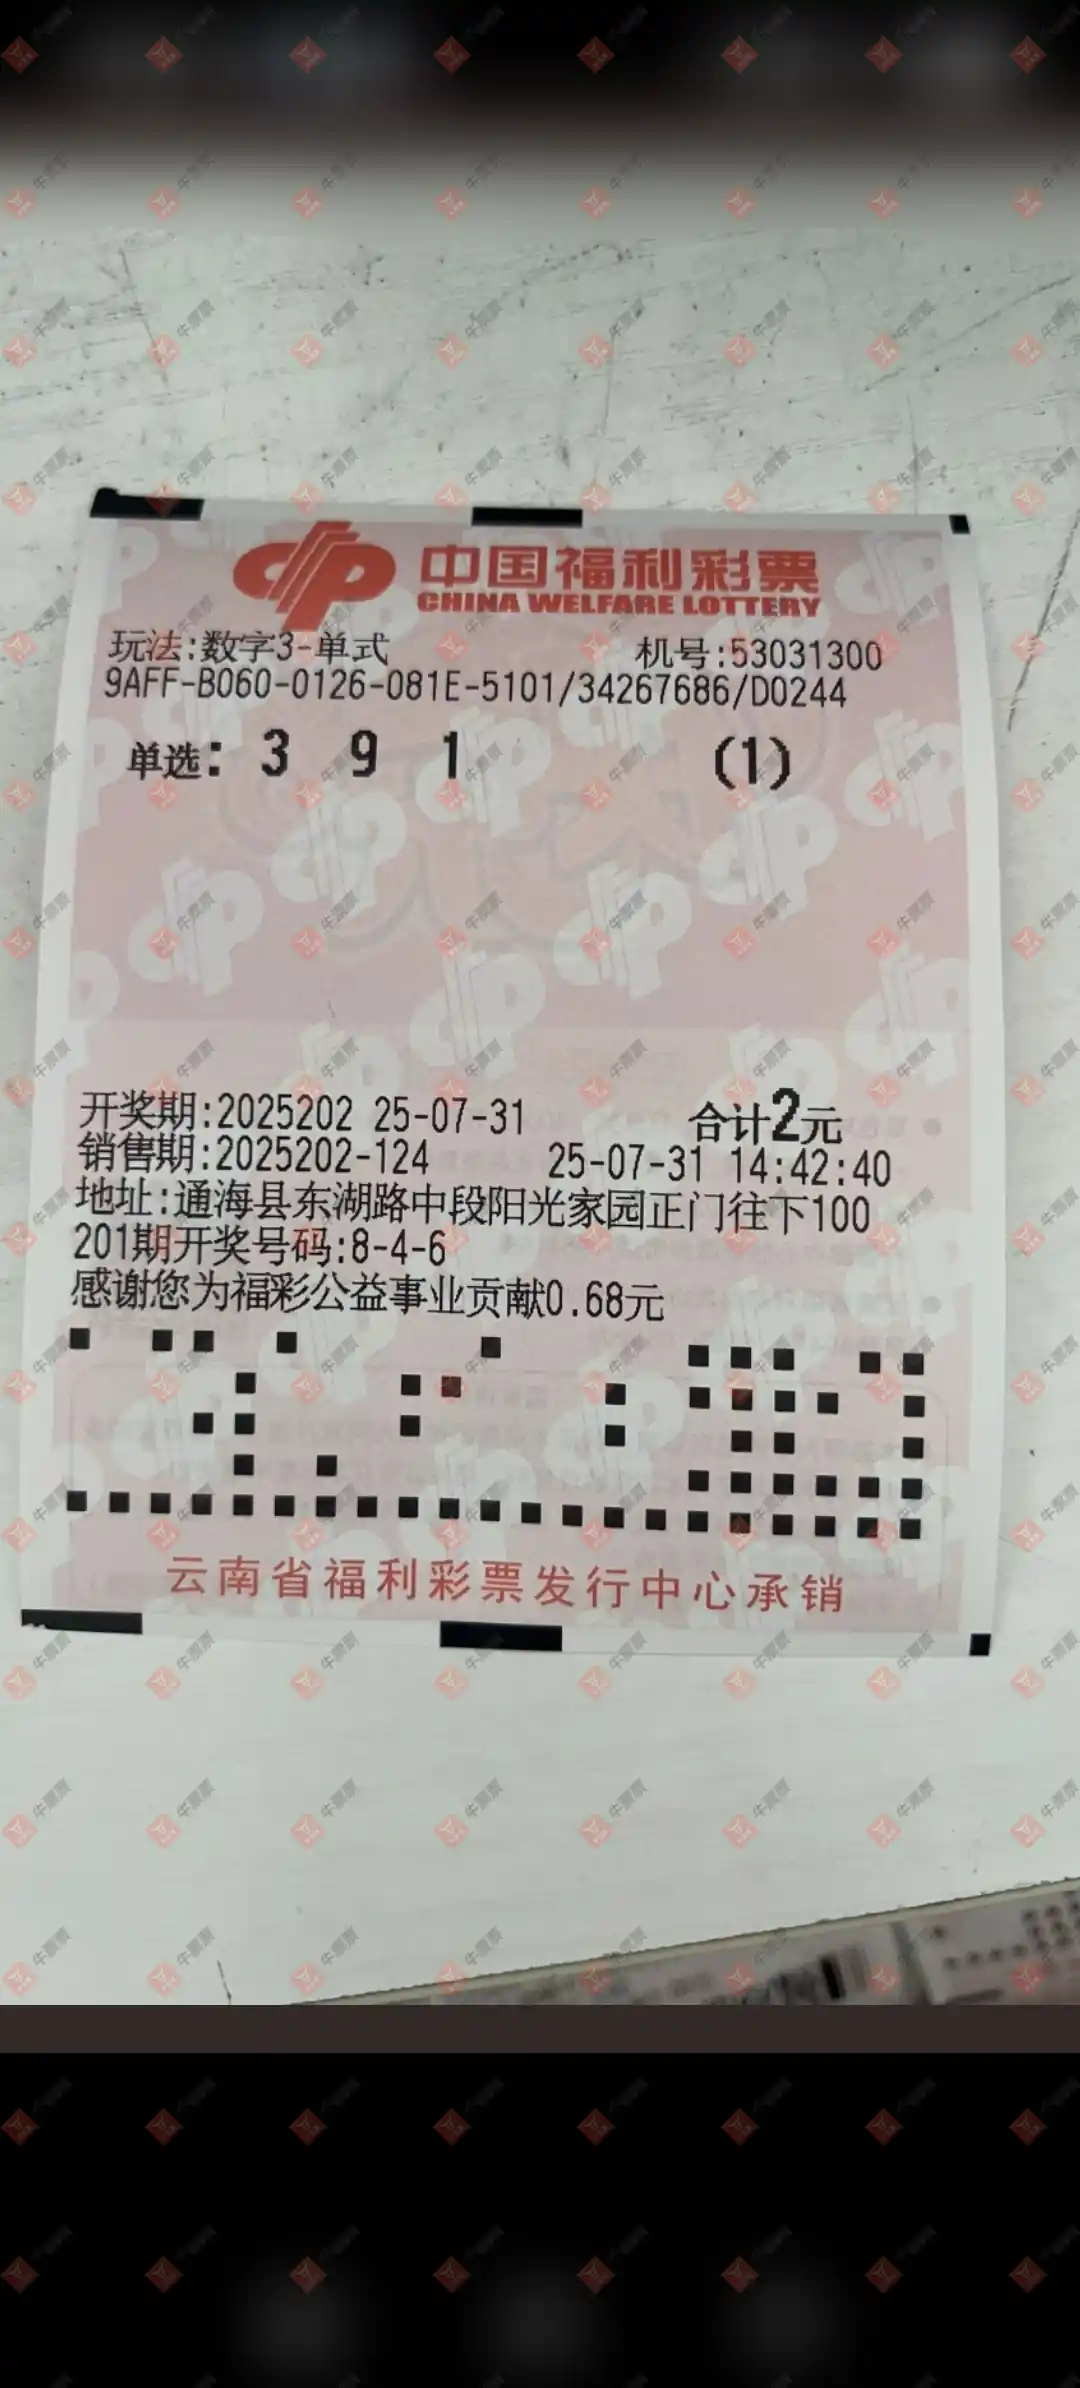 中国福利彩票
CHINA WELFARE LOTTERY
玩法:数字3-单式 机号:53031300
9AFF-B060-0126-081E-5101/34267686/D0244
单选: 3 9 1 (1)
开奖期:2025202 25-07-31 合计2元
销售期:2025202-124 25-07-31 14:42:40
地址:通海县东湖路中段阳光家园正门往下100
201期开奖号码:8-4-6
感谢您为福彩公益事业贡献0.68元
云南省福利彩票发行中心承销
牛票票